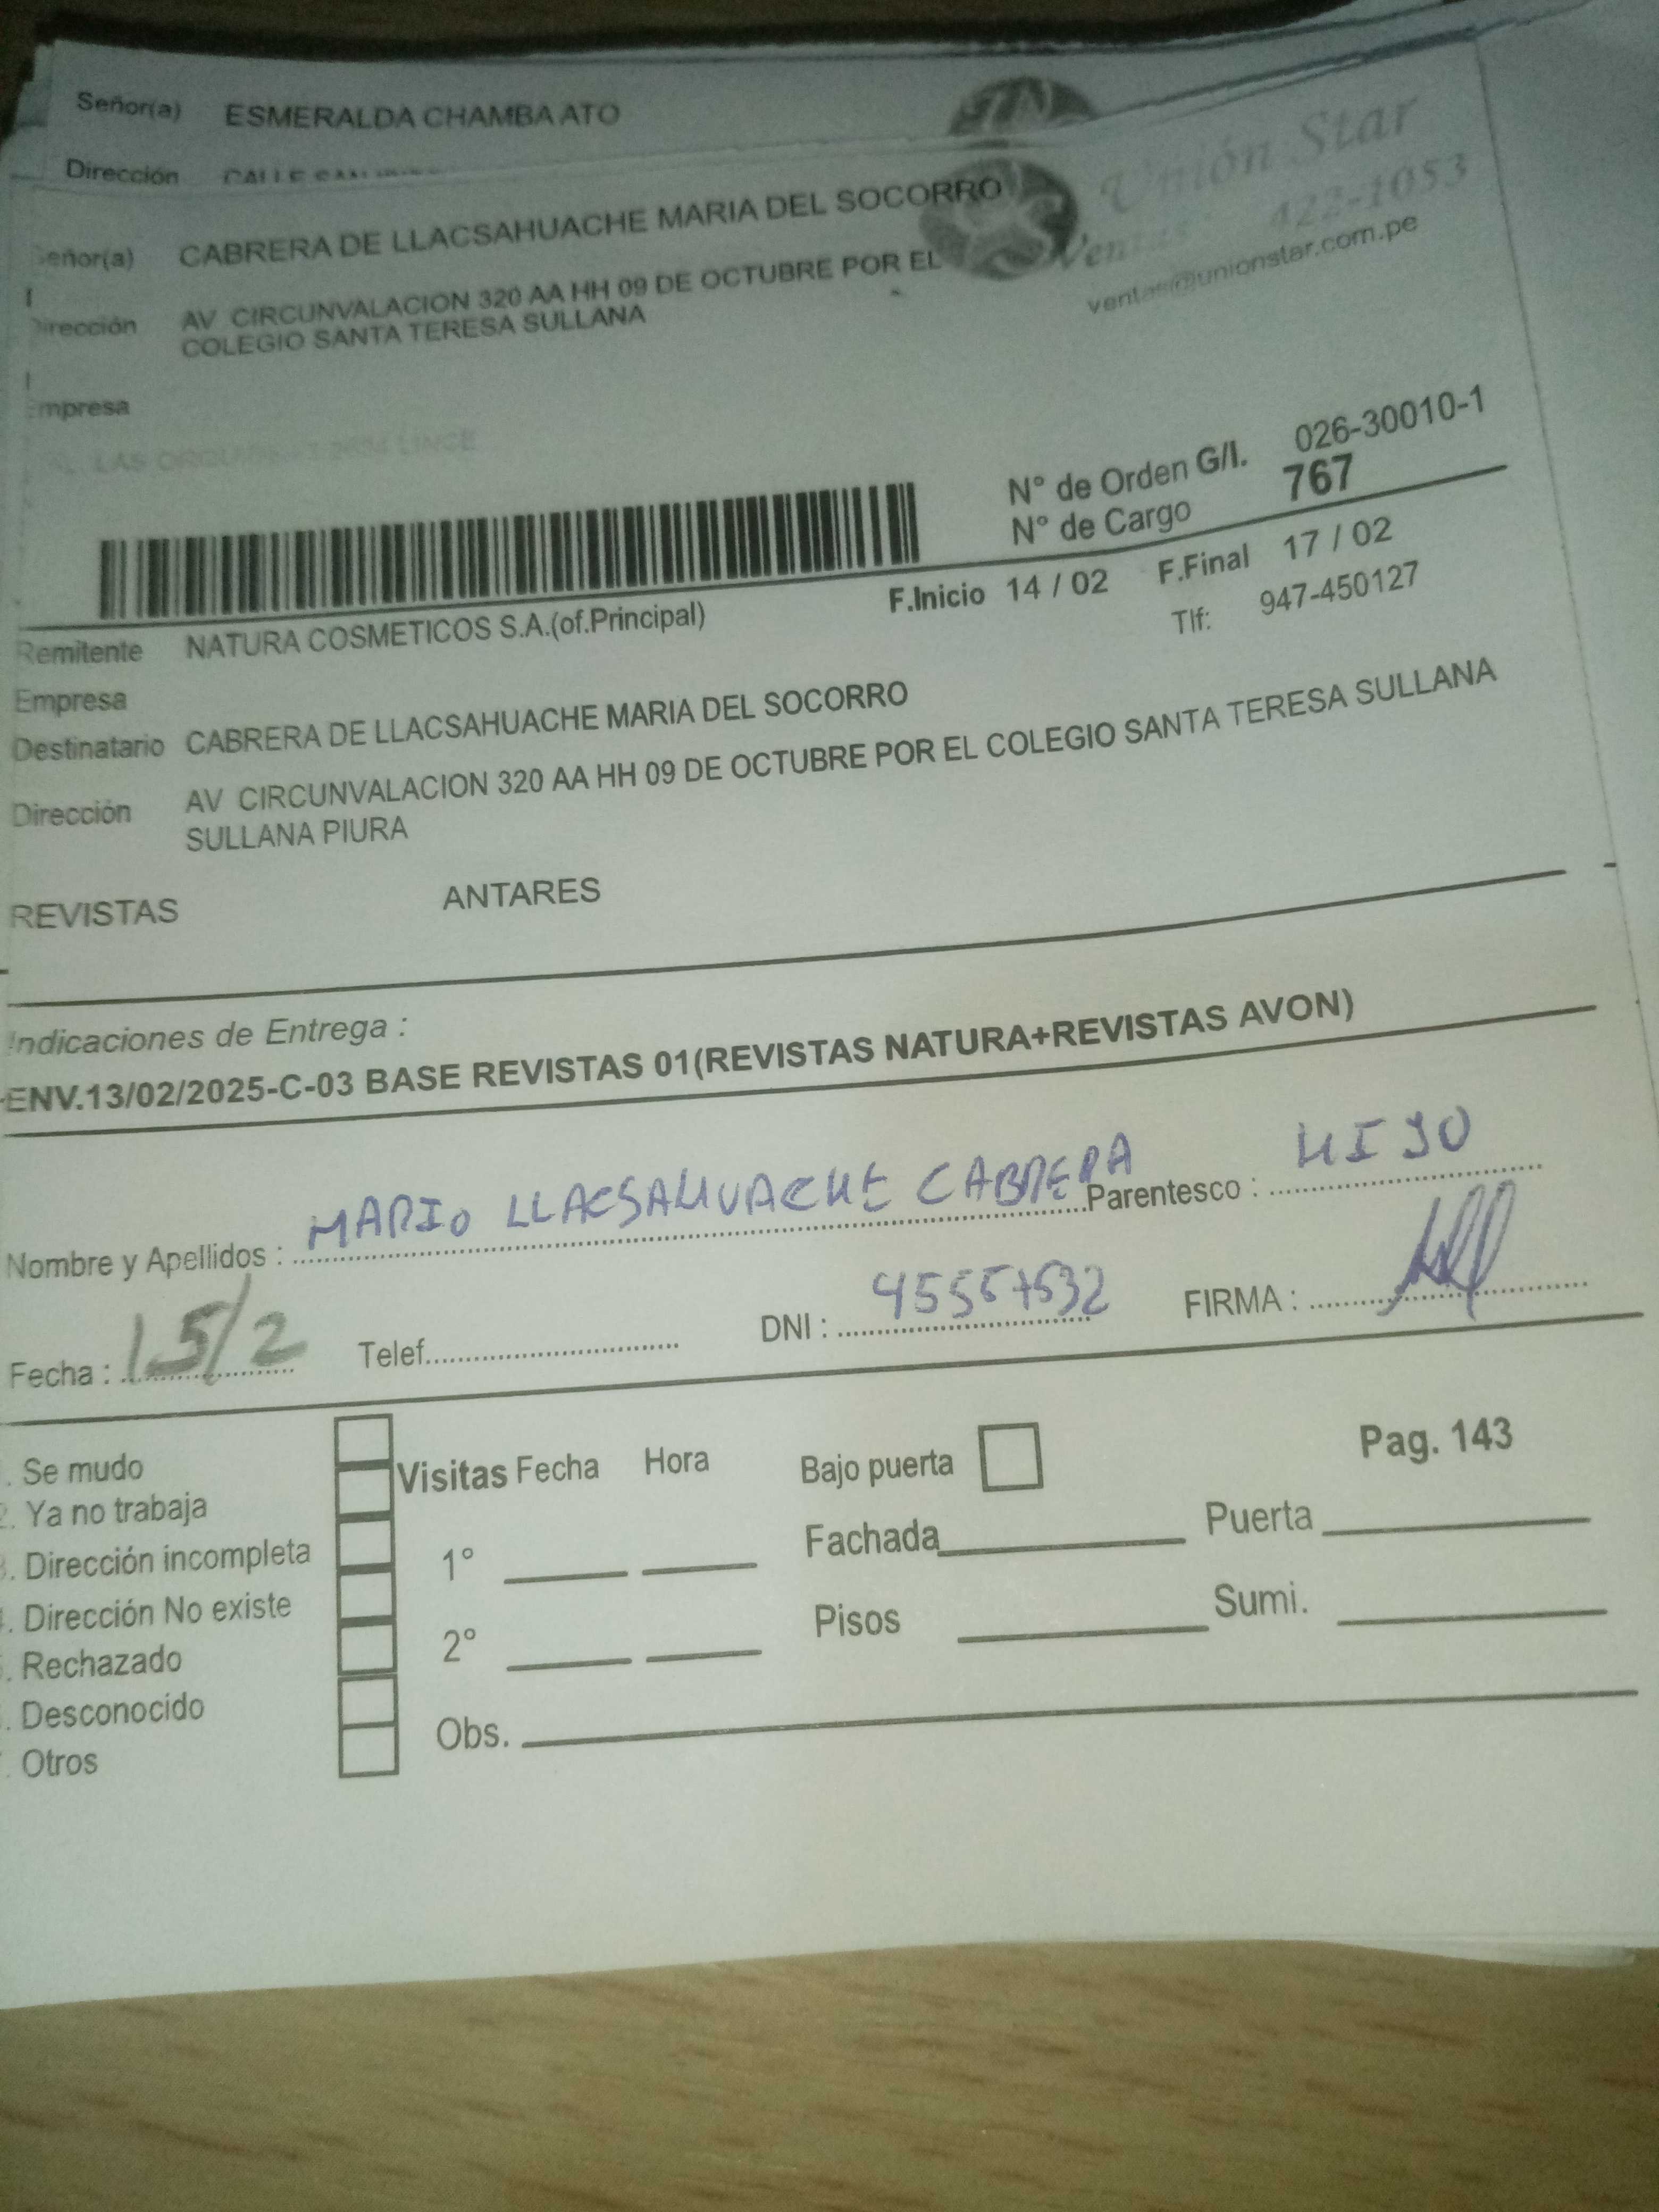 Señor(a) ESMERALDA CHAMBA ATO
Dirección CALLE
Señor(a) CABRERA DE LLACSAHUACHE MARIA DEL SOCORRO
Dirección AV CIRCUNVALACION 320 AA HH 09 DE OCTUBRE POR EL
COLEGIO SANTA TERESA SULLANA
Empresa
Unión Star
Ventas 422-1053
ventas@unionstar.com.pe
LINCE
N° de Orden G/I. 026-30010-1
N° de Cargo 767
F.Inicio 14 / 02 F.Final 17 / 02
Remitente NATURA COSMETICOS S.A.(of.Principal)
Tlf: 947-450127
Empresa
Destinatario CABRERA DE LLACSAHUACHE MARIA DEL SOCORRO
Dirección AV CIRCUNVALACION 320 AA HH 09 DE OCTUBRE POR EL COLEGIO SANTA TERESA SULLANA
SULLANA PIURA
REVISTAS ANTARES
Indicaciones de Entrega :
ENV.13/02/2025-C-03 BASE REVISTAS 01(REVISTAS NATURA+REVISTAS AVON)
Nombre y Apellidos : MARIO LLACSAHUACHE CABRERA Parentesco : HIJO
Fecha : 15/2 Telef. DNI : 45557532 FIRMA :
. Se mudo
2. Ya no trabaja
3. Dirección incompleta
. Dirección No existe
. Rechazado
. Desconocido
. Otros
Visitas Fecha Hora
1°
2°
Obs.
Bajo puerta
Pag. 143
Fachada Puerta
Pisos Sumi.